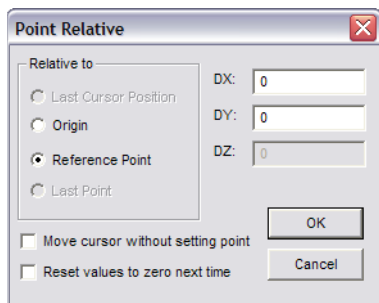 Point Relative
Relative to
Last Cursor Position
Origin
Reference Point
Last Point
DX: 0
DY: 0
DZ: 0
Move cursor without setting point
Reset values to zero next time
OK
Cancel